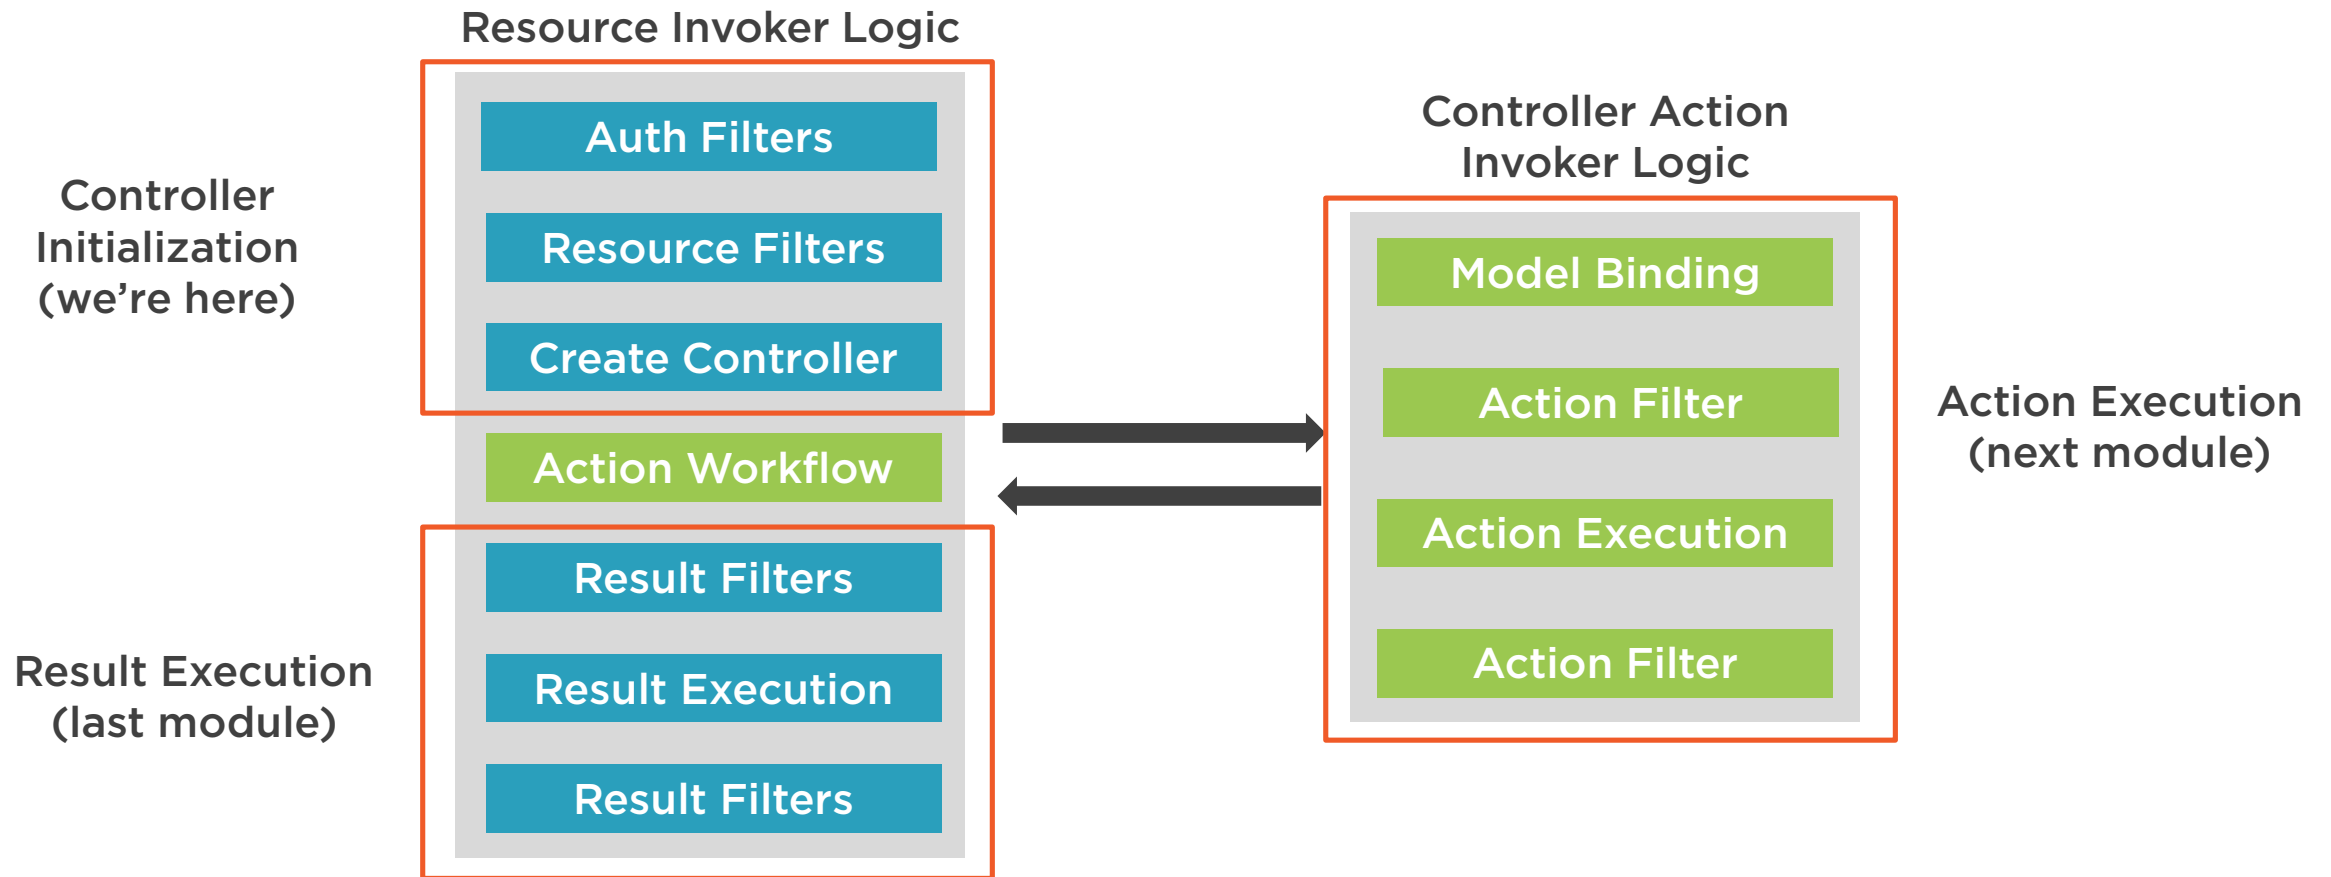 Resource Invoker Logic
Controller
Initialization
(we're here)
Auth Filters
Resource Filters
Create Controller
Action Workflow
Result Execution
(last module)
Result Filters
Result Execution
Result Filters
Controller Action
Invoker Logic
Model Binding
Action Filter
Action Execution
Action Filter
Action Execution
(next module)